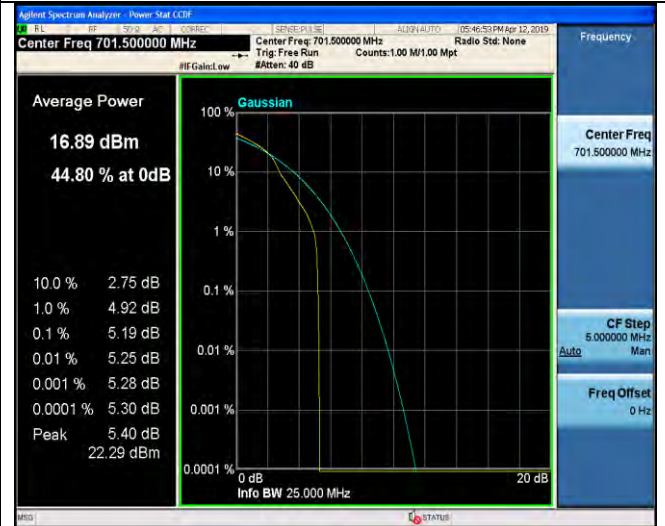 Agilent Spectrum Analyzer - Power Stat CCDF
RL RF 50 Ω AC CORREC SENSE:PULSE ALIGN AUTO 05:46:53 PM Apr 12, 2019
Center Freq 701.500000 MHz
Center Freq: 701.500000 MHz Radio Std: None
Trig: Free Run Counts:1.00 M/1.00 Mpt
#IFGain:Low #Atten: 40 dB
Frequency
Average Power
16.89 dBm
44.80 % at 0dB
10.0 % 2.75 dB
1.0 % 4.92 dB
0.1 % 5.19 dB
0.01 % 5.25 dB
0.001 % 5.28 dB
0.0001 % 5.30 dB
Peak 5.40 dB
22.29 dBm
Gaussian
100 %
10 %
1 %
0.1 %
0.01 %
0.001 %
0.0001 %
0 dB 20 dB
Info BW 25.000 MHz
Center Freq
701.500000 MHz
CF Step
5.000000 MHz
Auto Man
Freq Offset
0 Hz
MSG STATUS